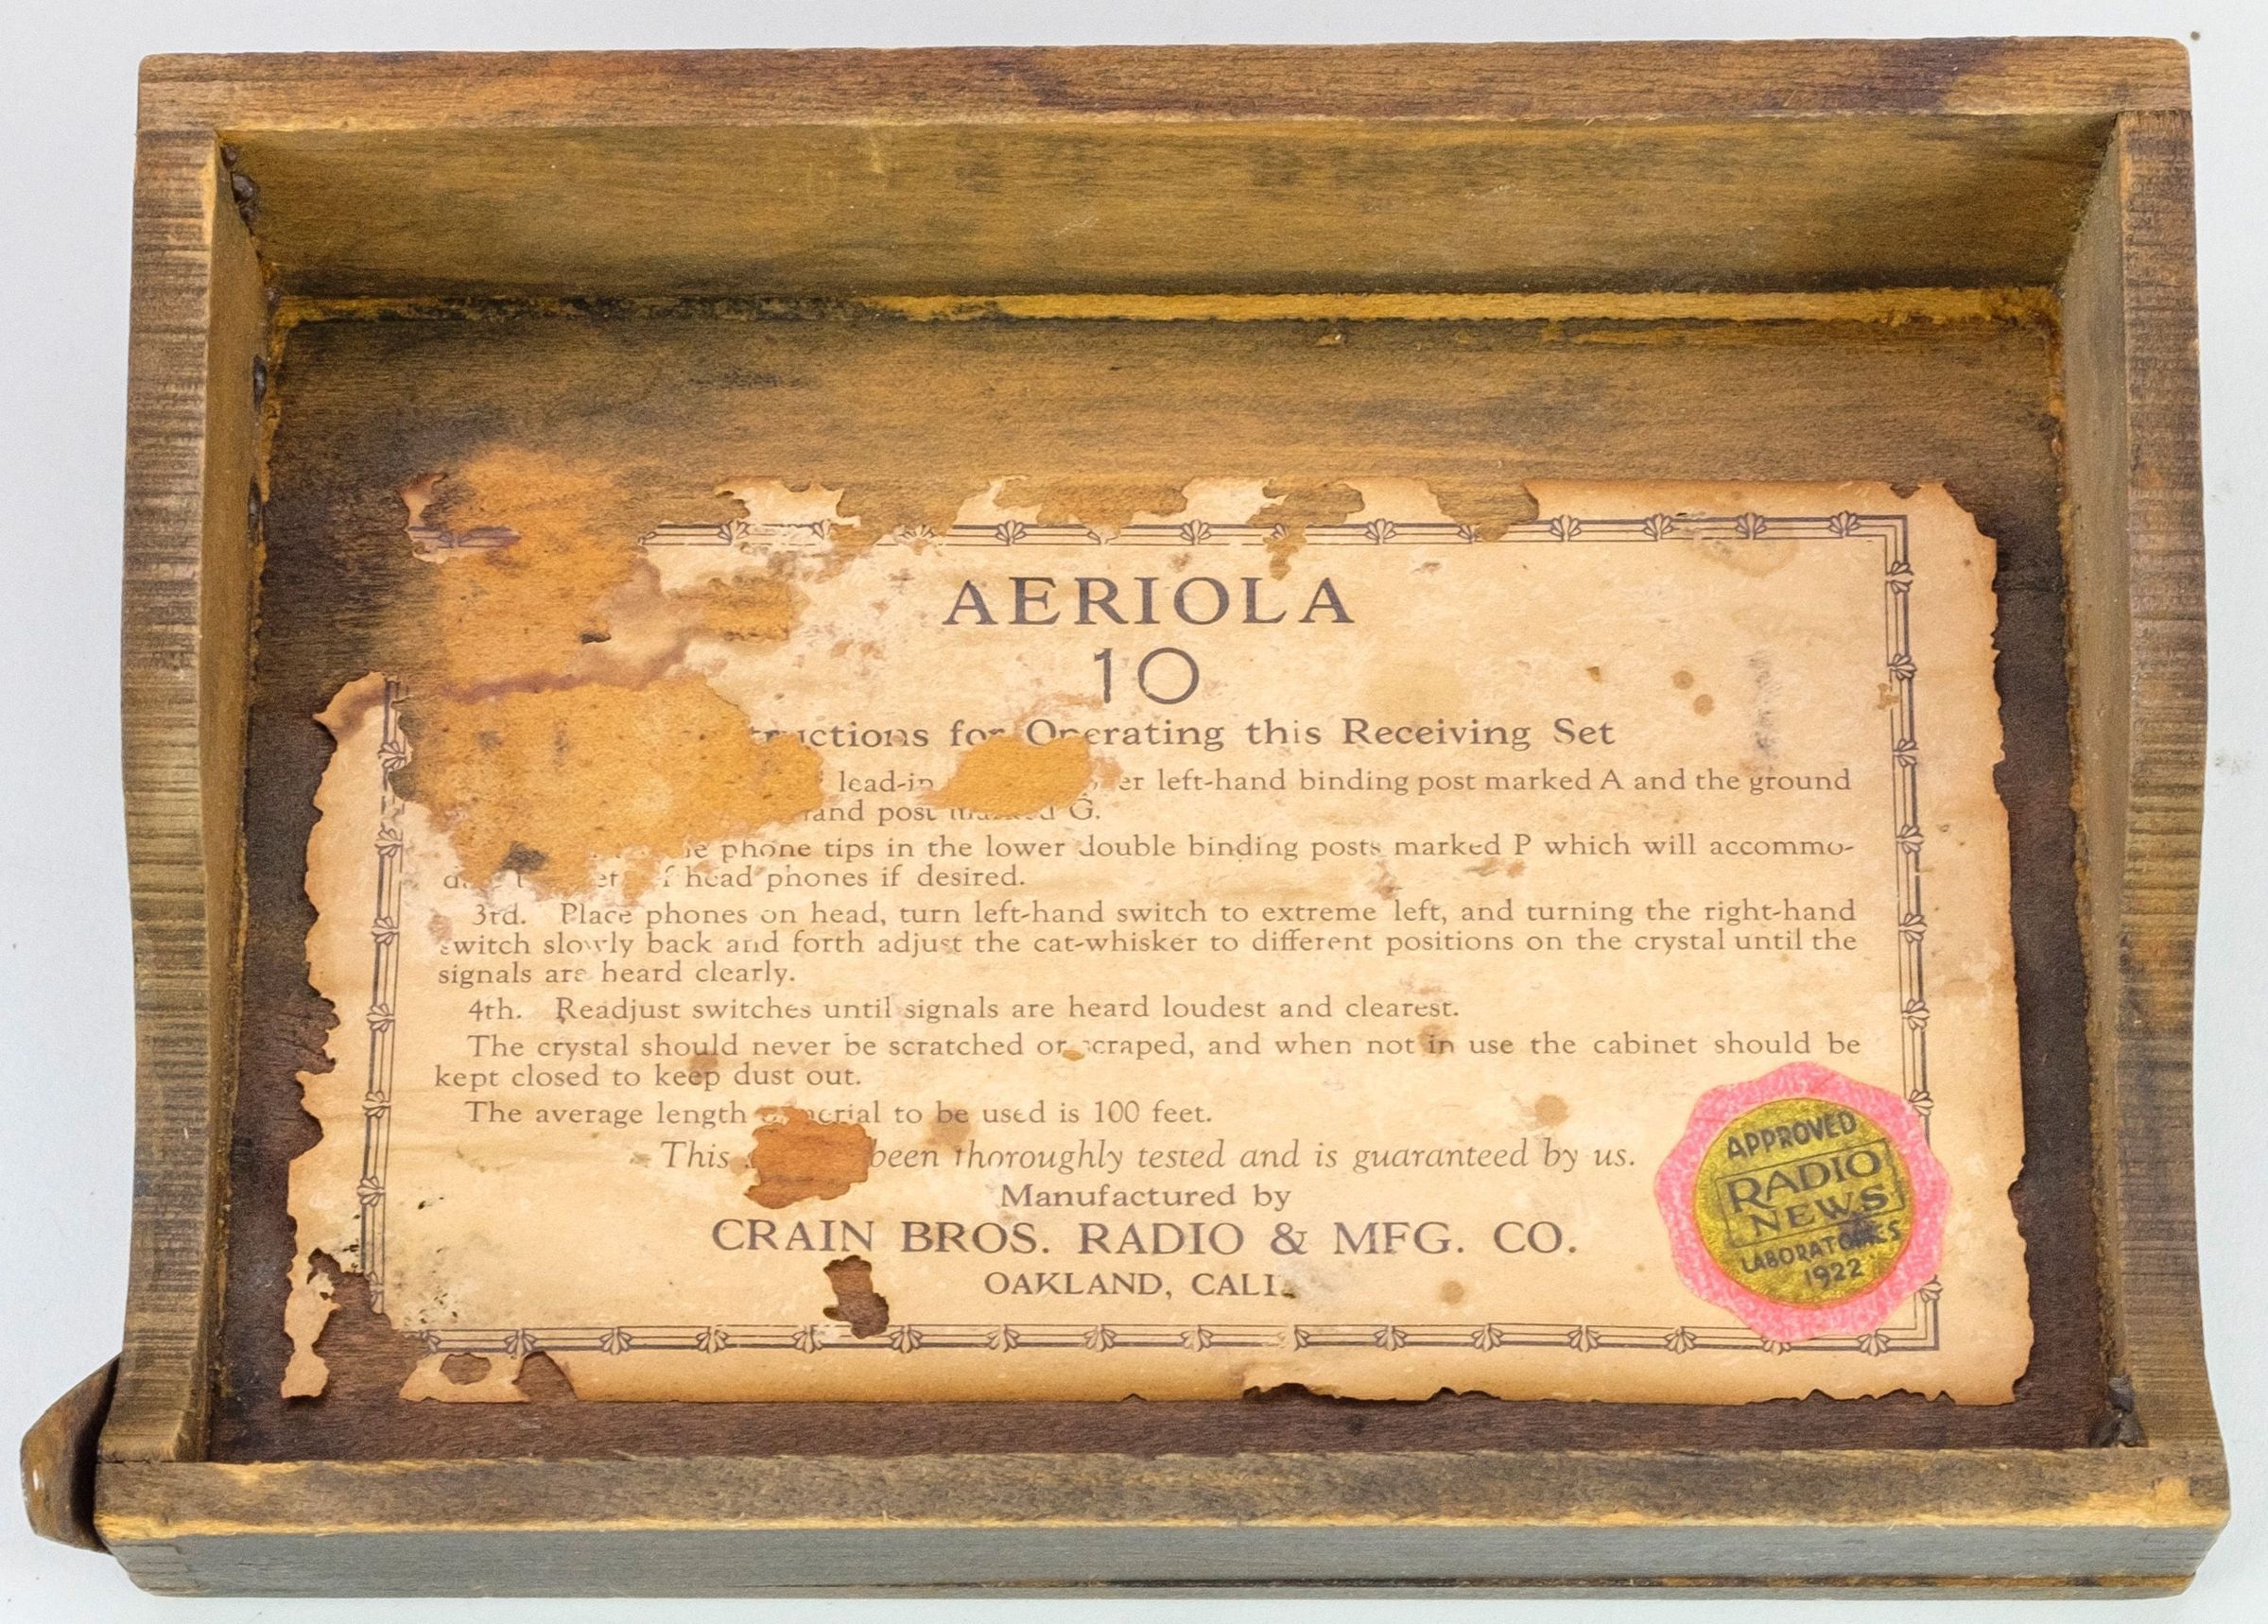 AERIOLA
10
for Operating this Receiving Set
lead-in left-hand binding post marked A and the ground
post G.
phone tips in the lower double binding posts marked P which will accommo-
head phones if desired.
3rd. Place phones on head, turn left-hand switch to extreme left, and turning the right-hand
switch slowly back and forth adjust the cat-whisker to different positions on the crystal until the
signals are heard clearly.
4th. Readjust switches until signals are heard loudest and clearest.
The crystal should never be scratched or scraped, and when not in use the cabinet should be
kept closed to keep dust out.
The average length aerial to be used is 100 feet.
This been thoroughly tested and is guaranteed by us.
Manufactured by
CRAIN BROS. RADIO & MFG. CO.
OAKLAND, CALI
APPROVED
RADIO
NEWS
LABORATORIES
1922